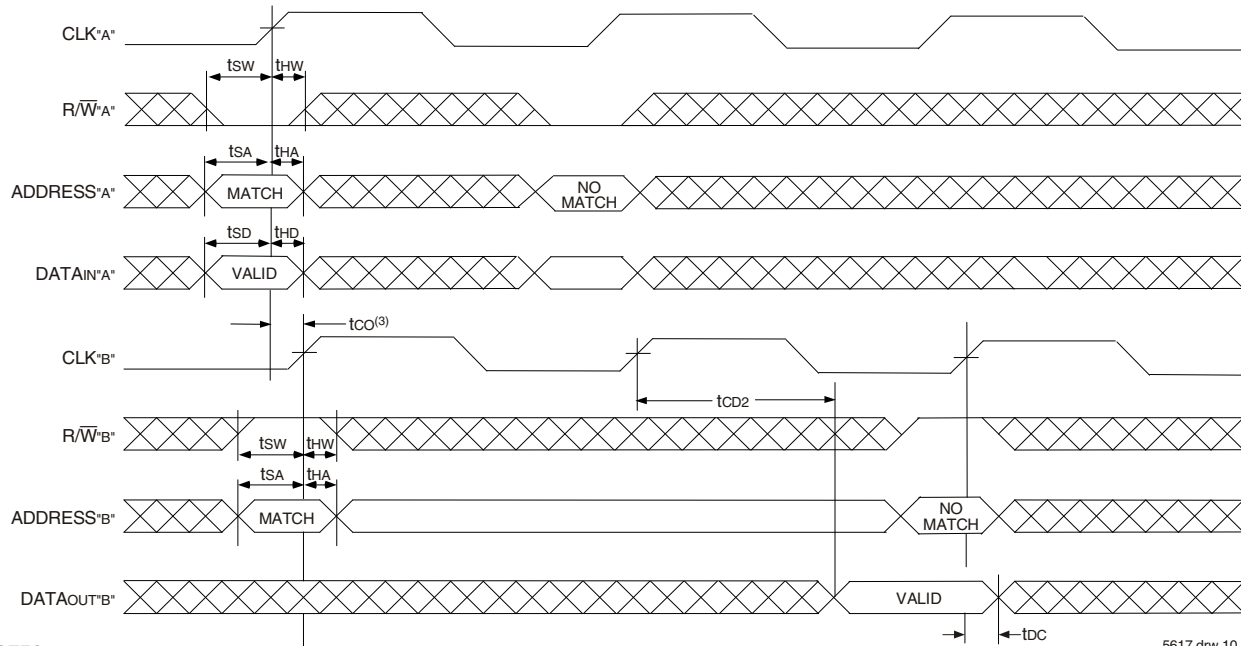 CLK"A"
tSW tHW
R/W̅"A"
tSA tHA
ADDRESS"A" MATCH NO MATCH
tSD tHD
DATAIN"A" VALID
tCO(3)
CLK"B"
tCD2
R/W̅"B"
tSW tHW
tSA tHA
ADDRESS"B" MATCH NO MATCH
DATAOUT"B" VALID
tDC
5617 drw 10